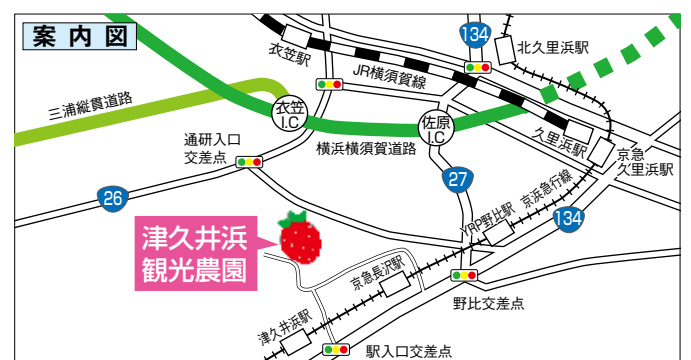 案内図
134
衣笠駅
北久里浜駅
JR横須賀線
三浦縦貫道路
衣笠
I.C
佐原
I.C
久里浜駅
通研入口
交差点
横浜横須賀道路
京急
久里浜駅
26
27
京浜急行線
YRP野比駅
134
津久井浜
観光農園
京急長沢駅
野比交差点
津久井浜駅
駅入口交差点